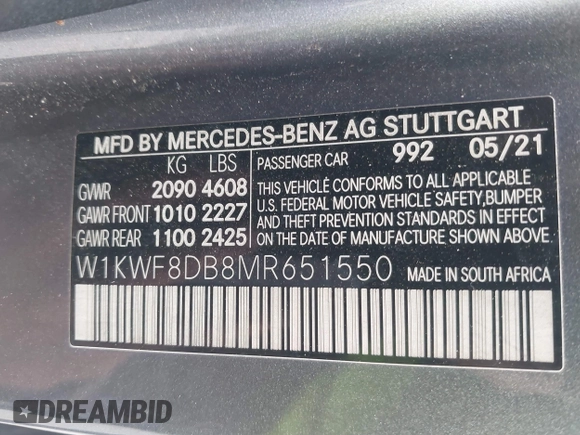 MFD BY MERCEDES-BENZ AG STUTTGART
KG LBS PASSENGER CAR 992 05/21
GVWR 2090 4608
GAWR FRONT 1010 2227
GAWR REAR 1100 2425
THIS VEHICLE CONFORMS TO ALL APPLICABLE
U.S. FEDERAL MOTOR VEHICLE SAFETY,BUMPER
AND THEFT PREVENTION STANDARDS IN EFFECT
ON THE DATE OF MANUFACTURE SHOWN ABOVE.
W1KWF8DB8MR651550 MADE IN SOUTH AFRICA
DREAMBID